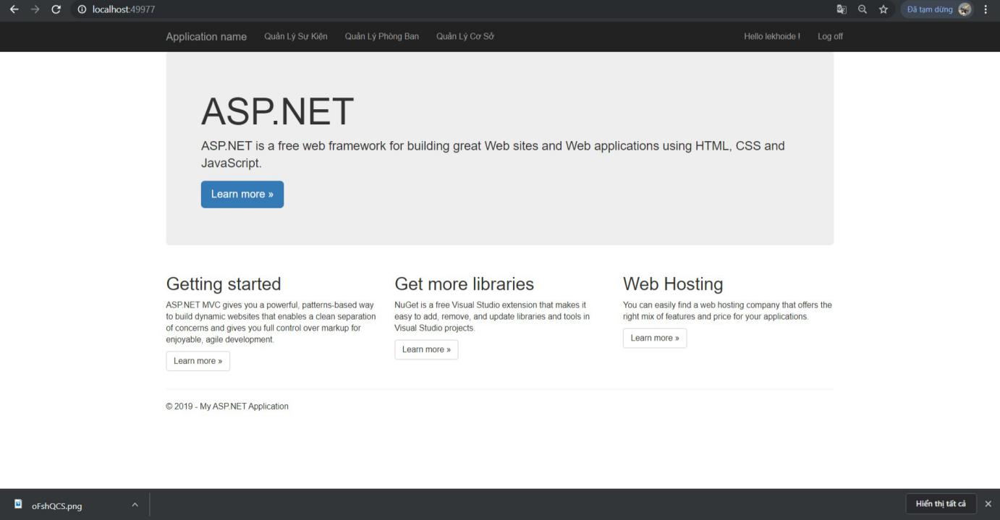 localhost:49977
Đã tạm dừng
Application name Quản Lý Sự Kiện Quản Lý Phòng Ban Quản Lý Cơ Sở Hello lekhoide ! Log off
ASP.NET
ASP.NET is a free web framework for building great Web sites and Web applications using HTML, CSS and
JavaScript.
Learn more »
Getting started
ASP.NET MVC gives you a powerful, patterns-based way
to build dynamic websites that enables a clean separation
of concerns and gives you full control over markup for
enjoyable, agile development.
Learn more »
Get more libraries
NuGet is a free Visual Studio extension that makes it
easy to add, remove, and update libraries and tools in
Visual Studio projects.
Learn more »
Web Hosting
You can easily find a web hosting company that offers the
right mix of features and price for your applications.
Learn more »
© 2019 - My ASP.NET Application
oFshQCS.png
Hiển thị tất cả